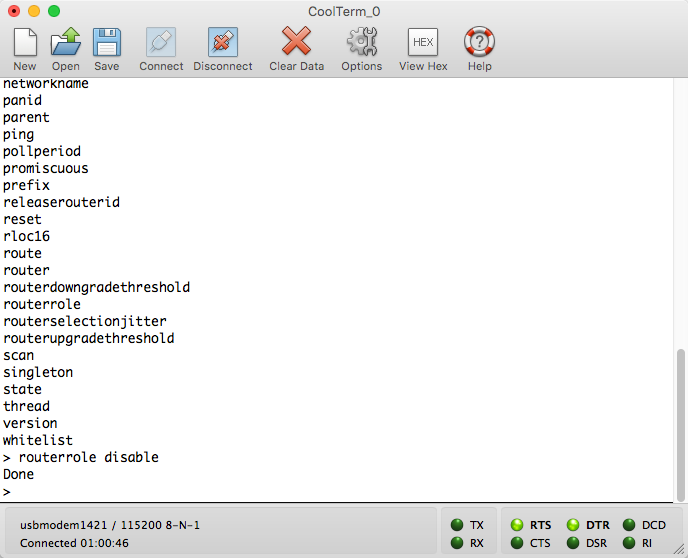 CoolTerm_0
New Open Save Connect Disconnect Clear Data Options HEX View Hex Help
networkname
panid
parent
ping
pollperiod
promiscuous
prefix
releaserouterid
reset
rloc16
route
router
routerdowngradethreshold
routerrole
routerselectionjitter
routerupgradethreshold
scan
singleton
state
thread
version
whitelist
> routerrole disable
Done
>
usbmodem1421 / 115200 8-N-1
Connected 01:00:46
TX RTS DTR DCD
RX CTS DSR RI